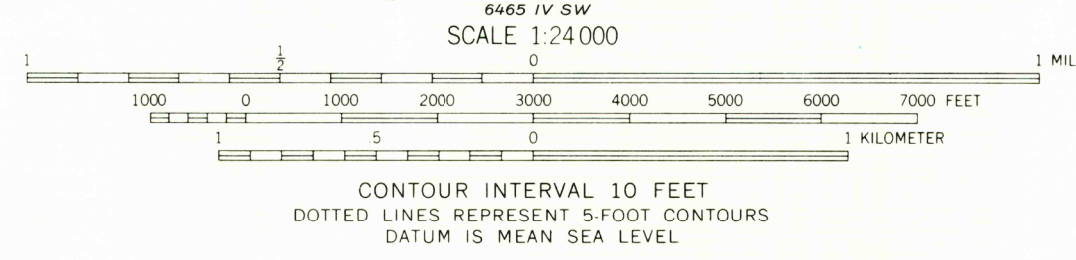 6465 IV SW
SCALE 1:24 000
1 1/2 0 1 MIL
1000 0 1000 2000 3000 4000 5000 6000 7000 FEET
1 .5 0 1 KILOMETER
CONTOUR INTERVAL 10 FEET
DOTTED LINES REPRESENT 5-FOOT CONTOURS
DATUM IS MEAN SEA LEVEL